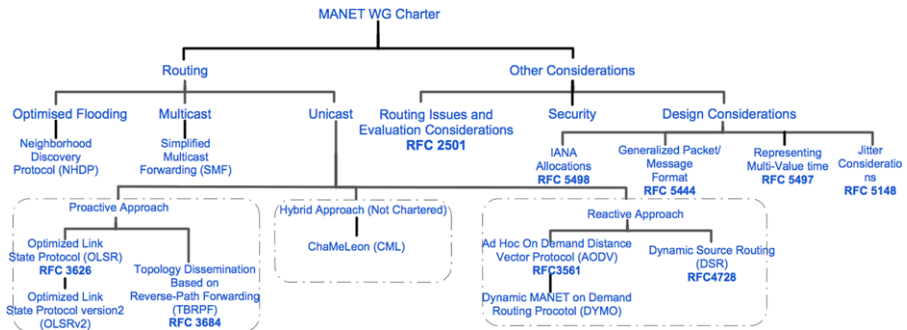 MANET WG Charter
Routing
Other Considerations
Optimised Flooding
Multicast
Unicast
Routing Issues and
Evaluation Considerations
RFC 2501
Security
Design Considerations
Neighborhood
Discovery
Protocol (NHDP)
Simplified
Multicast
Forwarding (SMF)
IANA
Allocations
RFC 5498
Generalized Packet/
Message
Format
RFC 5444
Representing
Multi-Value time
RFC 5497
Jitter
Consideratio
ns
RFC 5148
Proactive Approach
Optimized Link
State Protocol (OLSR)
RFC 3626
Optimized Link
State Protocol version2
(OLSRv2)
Topology Dissemination
Based on
Reverse-Path Forwarding
(TBRPF)
RFC 3684
Hybrid Approach (Not Chartered)
ChaMeLeon (CML)
Reactive Approach
Ad Hoc On Demand Distance
Vector Protocol (AODV)
RFC3561
Dynamic MANET on Demand
Routing Procotol (DYMO)
Dynamic Source Routing
(DSR)
RFC4728